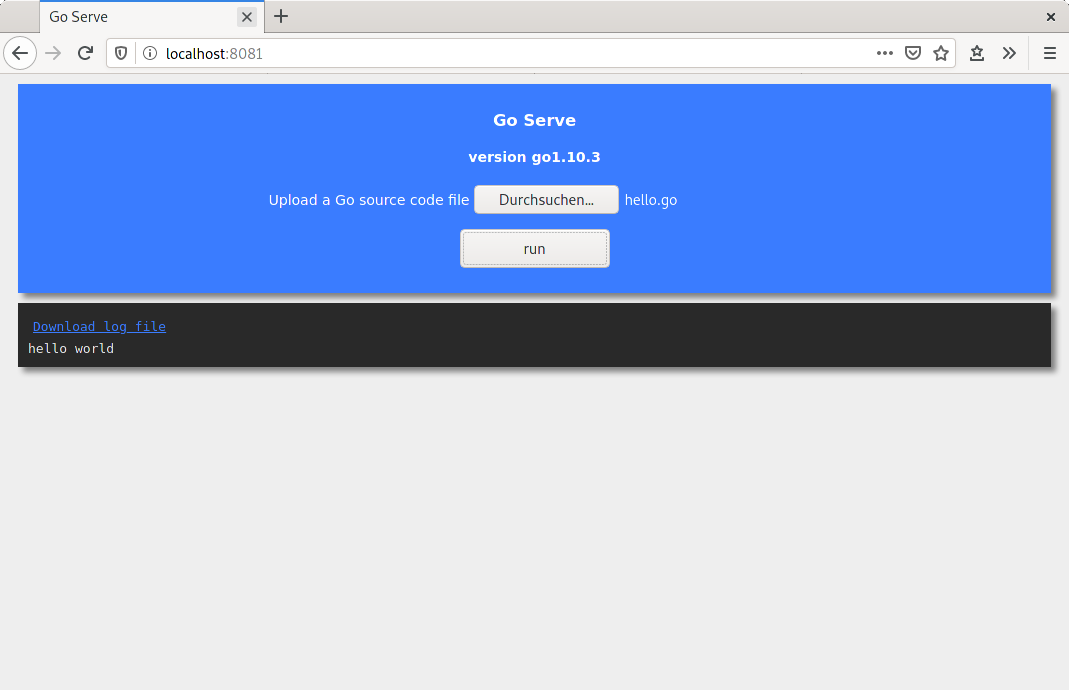 Go Serve
localhost:8081
Go Serve
version go1.10.3
Upload a Go source code file Durchsuchen... hello.go
run
Download log file
hello world